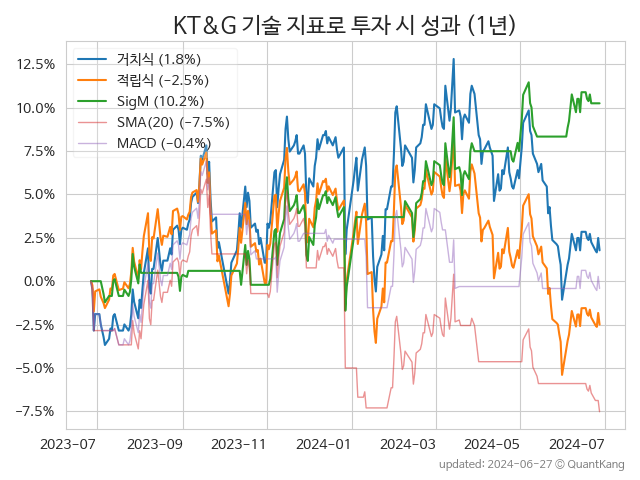 KT&G 기술 지표로 투자 시 성과 (1년)
거치식 (1.8%)
적립식 (−2.5%)
SigM (10.2%)
SMA(20) (−7.5%)
MACD (−0.4%)
12.5%
10.0%
7.5%
5.0%
2.5%
0.0%
−2.5%
−5.0%
−7.5%
2023-07 2023-09 2023-11 2024-01 2024-03 2024-05 2024-07
updated: 2024-06-27 ⓒ QuantKang